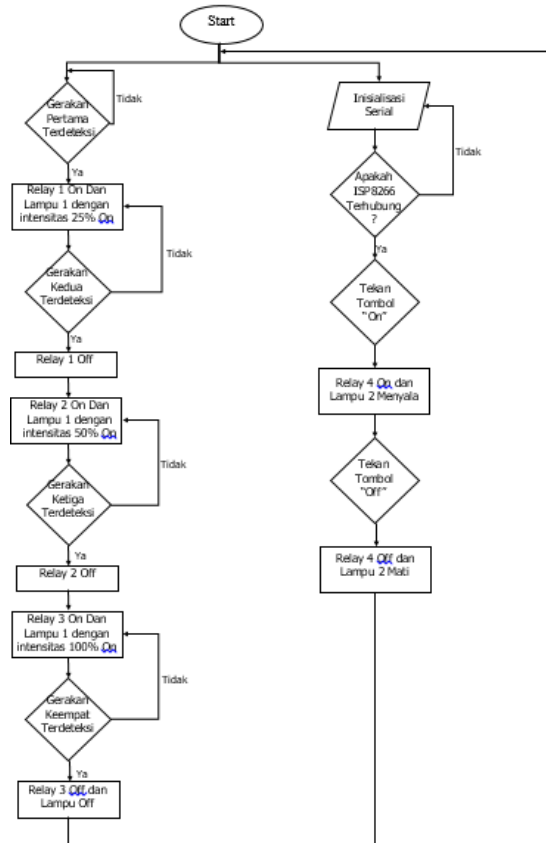 Start
Tidak
Gerakan
Pertama
Terdeteksi
Ya
Relay 1 On Dan
Lampu 1 dengan
intensitas 25% On
Tidak
Gerakan
Kedua
Terdeteksi
Ya
Relay 1 Off
Relay 2 On Dan
Lampu 1 dengan
intensitas 50% On
Tidak
Gerakan
Ketiga
Terdeteksi
Ya
Relay 2 Off
Relay 3 On Dan
Lampu 1 dengan
intensitas 100% On
Tidak
Gerakan
Keempat
Terdeteksi
Ya
Relay 3 Off dan
Lampu Off
Inisialisasi
Serial
Tidak
Apakah
ISP8266
Terhubung
?
Ya
Tekan
Tombol
"On"
Relay 4 On dan
Lampu 2 Menyala
Tekan
Tombol
"Off"
Relay 4 Off dan
Lampu 2 Mati